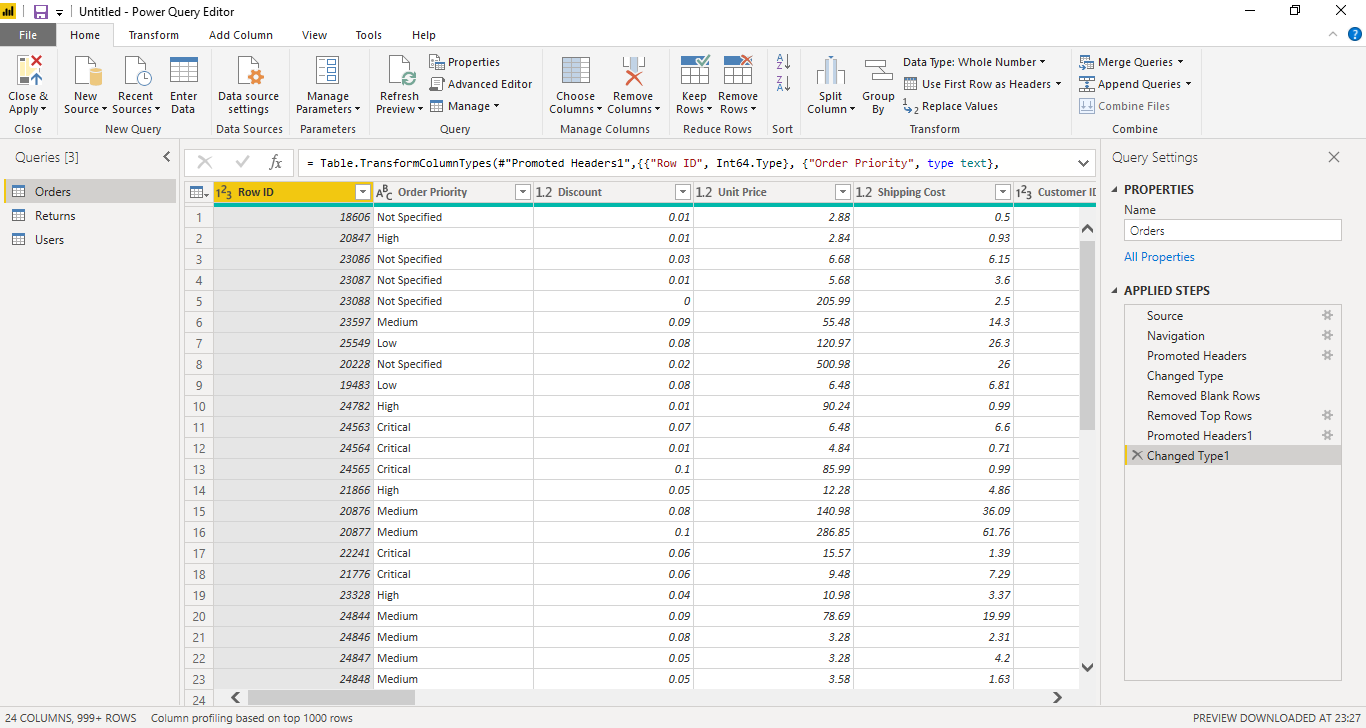 Untitled - Power Query Editor
File Home Transform Add Column View Tools Help
Close & Apply
New Source
Recent Sources
Enter Data
Data source settings
Manage Parameters
Refresh Preview
Properties
Advanced Editor
Manage
Choose Columns
Remove Columns
Keep Rows
Remove Rows
Split Column
Group By
Data Type: Whole Number
Use First Row as Headers
Replace Values
Merge Queries
Append Queries
Combine Files
Close New Query Data Sources Parameters Query Manage Columns Reduce Rows Sort Transform Combine
Queries [3]
Orders
Returns
Users
fx = Table.TransformColumnTypes(#"Promoted Headers1",{{"Row ID", Int64.Type}, {"Order Priority", type text},
123 Row ID ABC Order Priority 1.2 Discount 1.2 Unit Price 1.2 Shipping Cost 123 Customer ID
1 18606 Not Specified 0.01 2.88 0.5
2 20847 High 0.01 2.84 0.93
3 23086 Not Specified 0.03 6.68 6.15
4 23087 Not Specified 0.01 5.68 3.6
5 23088 Not Specified 0 205.99 2.5
6 23597 Medium 0.09 55.48 14.3
7 25549 Low 0.08 120.97 26.3
8 20228 Not Specified 0.02 500.98 26
9 19483 Low 0.08 6.48 6.81
10 24782 High 0.01 90.24 0.99
11 24563 Critical 0.07 6.48 6.6
12 24564 Critical 0.01 4.84 0.71
13 24565 Critical 0.1 85.99 0.99
14 21866 High 0.05 12.28 4.86
15 20876 Medium 0.08 140.98 36.09
16 20877 Medium 0.1 286.85 61.76
17 22241 Critical 0.06 15.57 1.39
18 21776 Critical 0.06 9.48 7.29
19 23328 High 0.04 10.98 3.37
20 24844 Medium 0.09 78.69 19.99
21 24846 Medium 0.08 3.28 2.31
22 24847 Medium 0.05 3.28 4.2
23 24848 Medium 0.05 3.58 1.63
24
Query Settings
PROPERTIES
Name
Orders
All Properties
APPLIED STEPS
Source
Navigation
Promoted Headers
Changed Type
Removed Blank Rows
Removed Top Rows
Promoted Headers1
Changed Type1
24 COLUMNS, 999+ ROWS Column profiling based on top 1000 rows PREVIEW DOWNLOADED AT 23:27